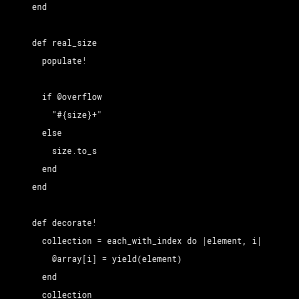 end
def real_size
populate!
if @overflow
"#{size}+"
else
size.to_s
end
end
def decorate!
collection = each_with_index do |element, i|
@array[i] = yield(element)
end
collection